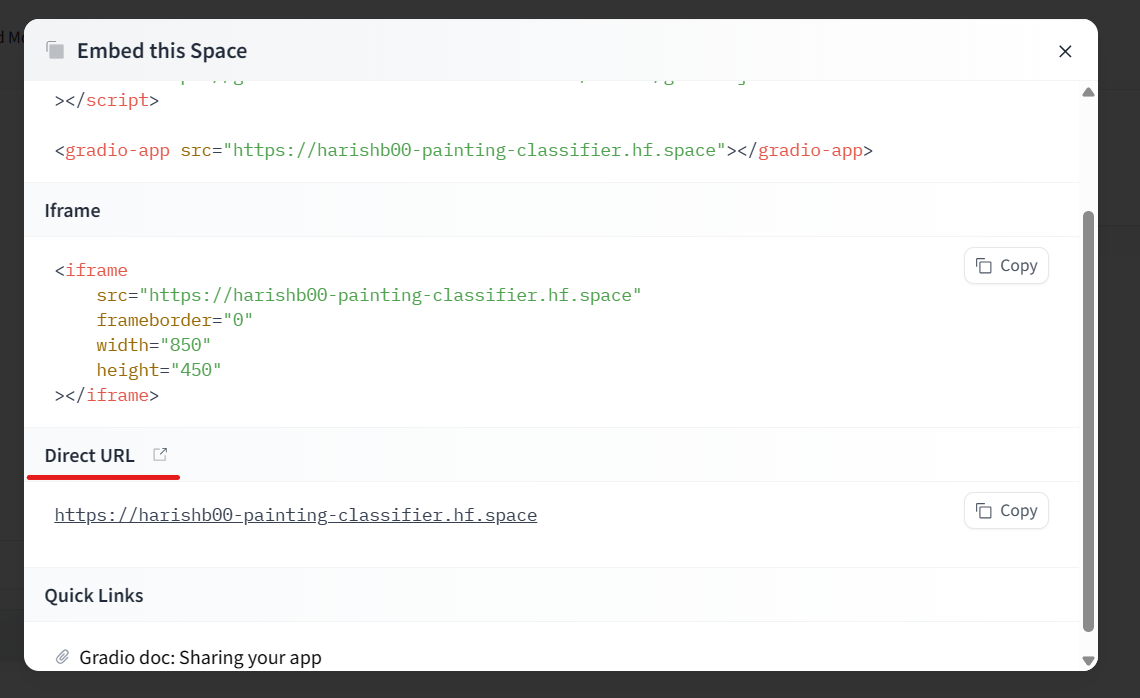 Embed this Space
></script>
<gradio-app src="https://harishb00-painting-classifier.hf.space"></gradio-app>
Iframe
Copy
<iframe
src="https://harishb00-painting-classifier.hf.space"
frameborder="0"
width="850"
height="450"
></iframe>
Direct URL
https://harishb00-painting-classifier.hf.space
Copy
Quick Links
Gradio doc: Sharing your app